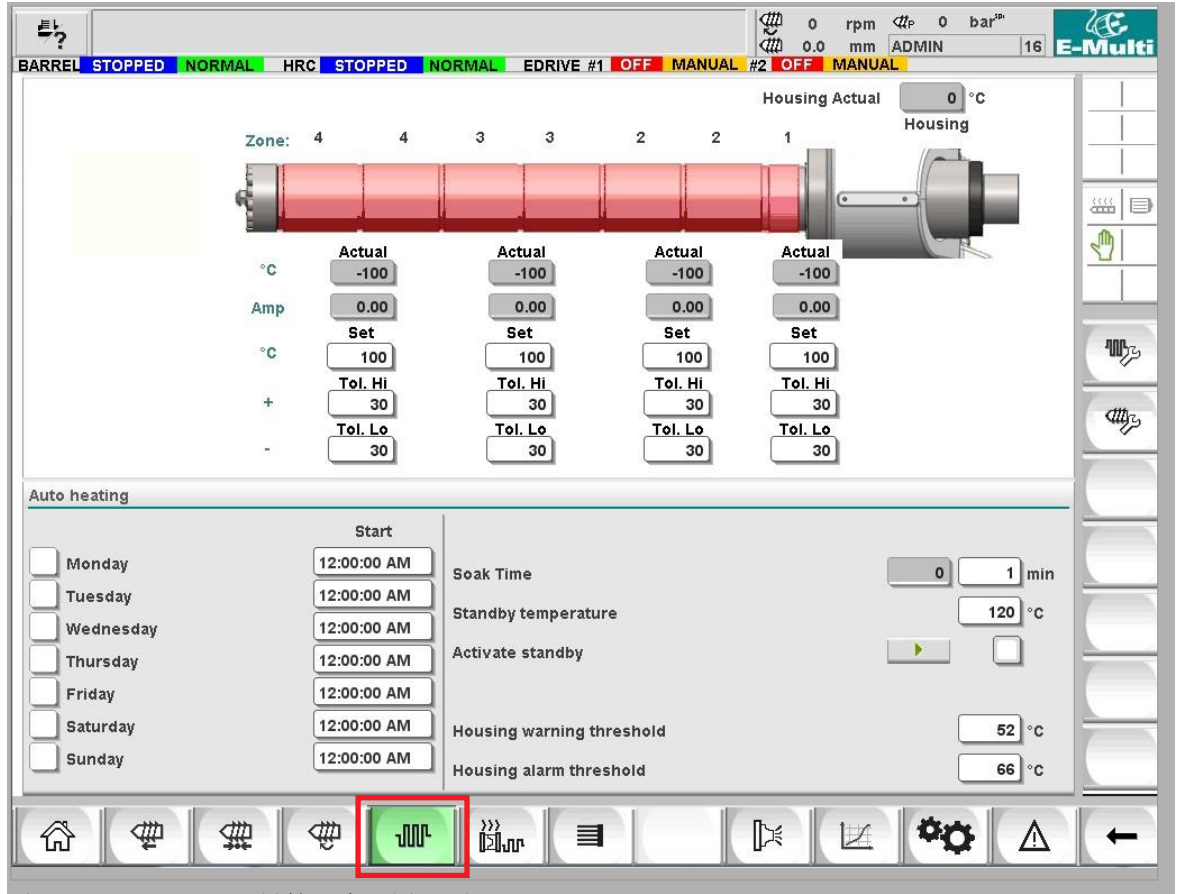 0 rpm P 0 bar spe
0.0 mm ADMIN 16 E-Multi
BARREL STOPPED NORMAL HRC STOPPED NORMAL EDRIVE #1 OFF MANUAL #2 OFF MANUAL
Housing Actual 0 °C
Housing
Zone: 4 4 3 3 2 2 1
Actual Actual Actual Actual
°C -100 -100 -100 -100
Amp 0.00 0.00 0.00 0.00
Set Set Set Set
°C 100 100 100 100
Tol. Hi Tol. Hi Tol. Hi Tol. Hi
+ 30 30 30 30
Tol. Lo Tol. Lo Tol. Lo Tol. Lo
- 30 30 30 30
Auto heating
Start
Monday 12:00:00 AM
Tuesday 12:00:00 AM
Wednesday 12:00:00 AM
Thursday 12:00:00 AM
Friday 12:00:00 AM
Saturday 12:00:00 AM
Sunday 12:00:00 AM
Soak Time 0 1 min
Standby temperature 120 °C
Activate standby
Housing warning threshold 52 °C
Housing alarm threshold 66 °C